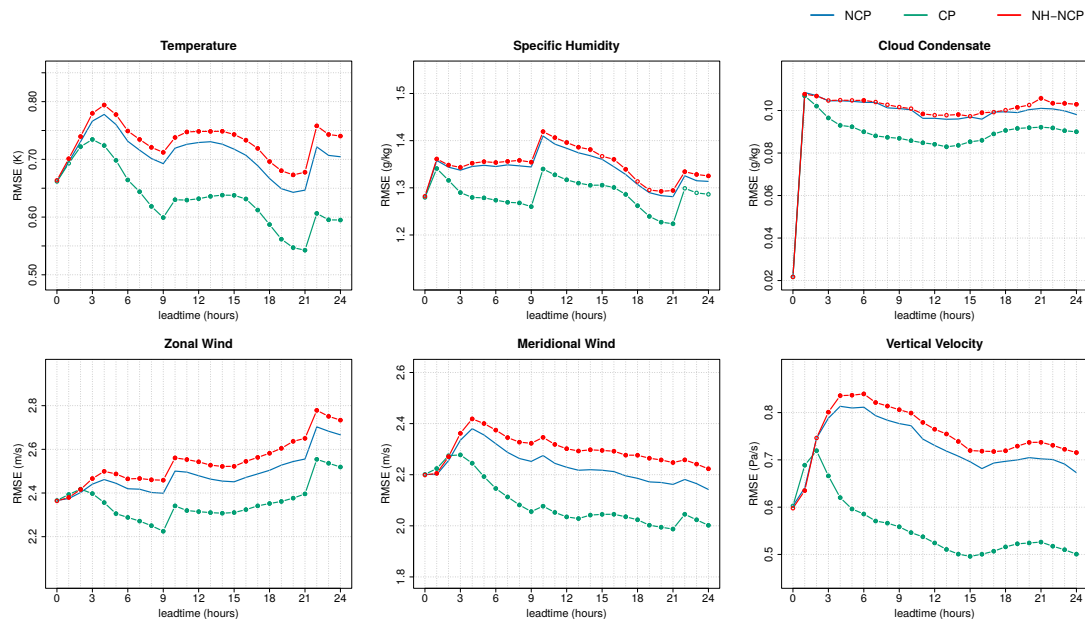 NCP CP NH−NCP
Temperature Specific Humidity Cloud Condensate
RMSE (K)
0.50 0.60 0.70 0.80
0 3 6 9 12 15 18 21 24
leadtime (hours)
RMSE (g/kg)
1.2 1.3 1.4 1.5
0 3 6 9 12 15 18 21 24
leadtime (hours)
RMSE (g/kg)
0.02 0.04 0.06 0.08 0.10
0 3 6 9 12 15 18 21 24
leadtime (hours)
Zonal Wind Meridional Wind Vertical Velocity
RMSE (m/s)
2.2 2.4 2.6 2.8
0 3 6 9 12 15 18 21 24
leadtime (hours)
RMSE (m/s)
1.8 2.0 2.2 2.4 2.6
0 3 6 9 12 15 18 21 24
leadtime (hours)
RMSE (Pa/s)
0.5 0.6 0.7 0.8
0 3 6 9 12 15 18 21 24
leadtime (hours)